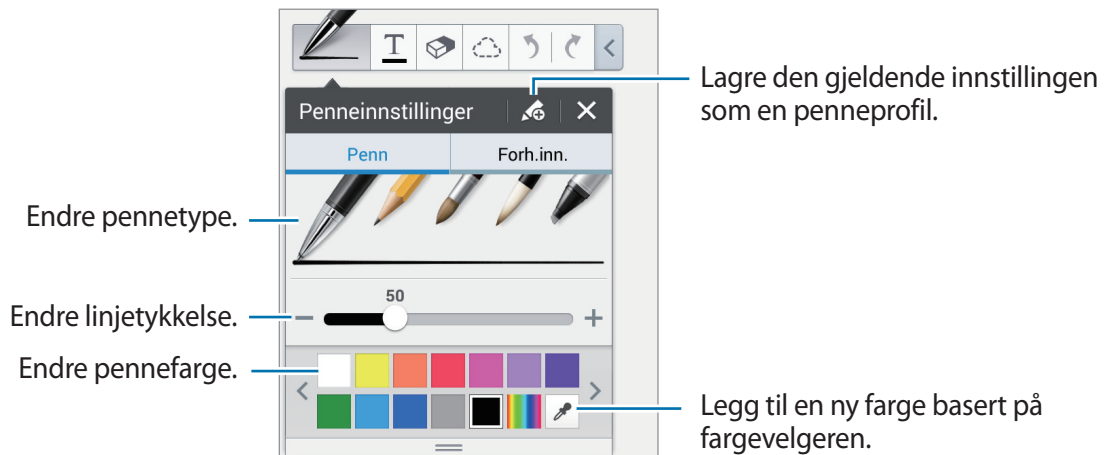 T
Lagre den gjeldende innstillingen
som en penneprofil.
Penneinnstillinger
Penn Forh.inn.
Endre pennetype.
50
Endre linjetykkelse.
Endre pennefarge.
Legg til en ny farge basert på
fargevelgeren.